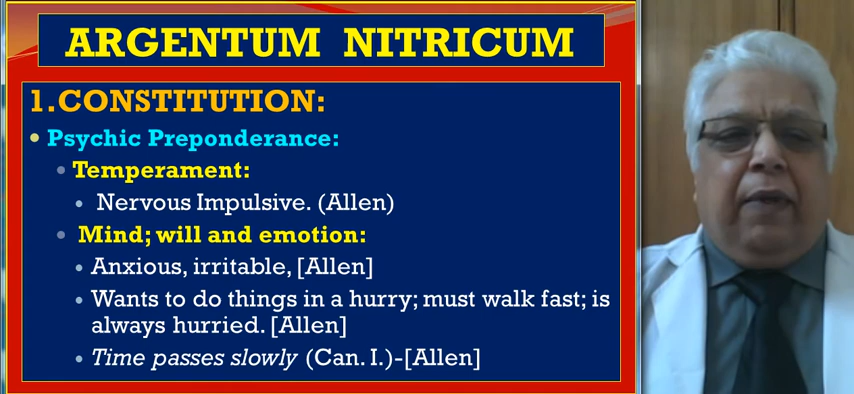 ARGENTUM NITRICUM
1.CONSTITUTION:
• Psychic Preponderance:
• Temperament:
• Nervous Impulsive. (Allen)
• Mind; will and emotion:
• Anxious, irritable, [Allen]
• Wants to do things in a hurry; must walk fast; is
always hurried. [Allen]
• Time passes slowly (Can. I.)-[Allen]